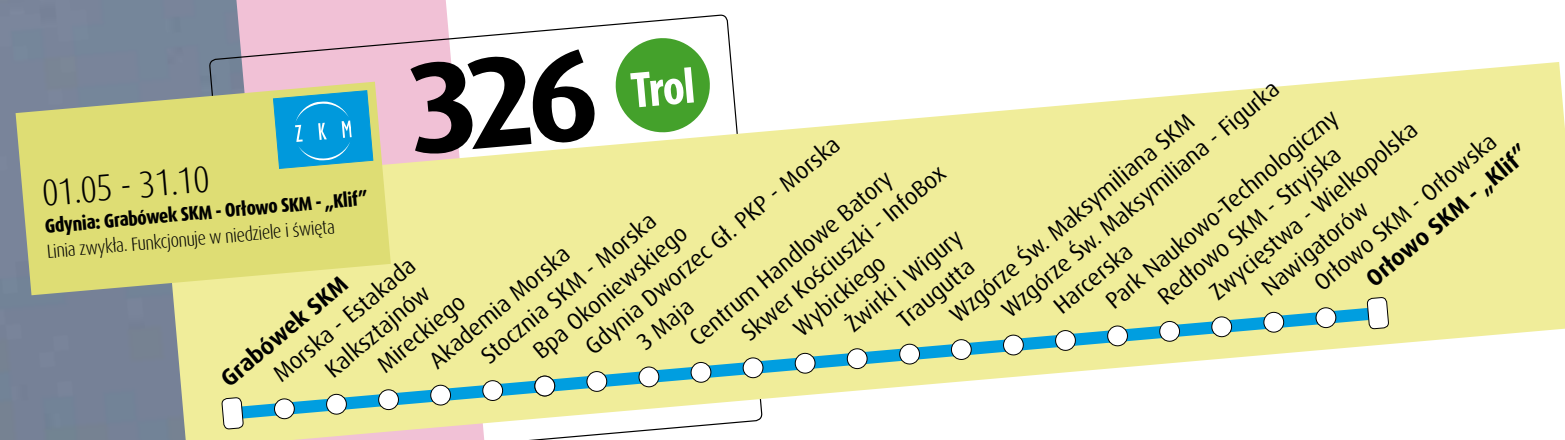 326
Trol
Z K M
01.05 - 31.10
Gdynia: Grabówek SKM - Orłowo SKM - „Klif”
Linia zwykła. Funkcjonuje w niedziele i święta
Grabówek SKM
Morska - Estakada
Kalksztajnów
Mireckiego
Akademia Morska
Stocznia SKM - Morska
Bpa Okoniewskiego
Gdynia Dworzec Gł. PKP - Morska
3 Maja
Centrum Handlowe Batory
Skwer Kościuszki - InfoBox
Wybickiego
Żwirki i Wigury
Traugutta
Wzgórze Św. Maksymiliana SKM
Wzgórze Św. Maksymiliana - Figurka
Harcerska
Park Naukowo-Technologiczny
Redłowo SKM - Stryjska
Zwycięstwa - Wielkopolska
Nawigatorów
Orłowo SKM - Orłowska
Orłowo SKM - „Klif”